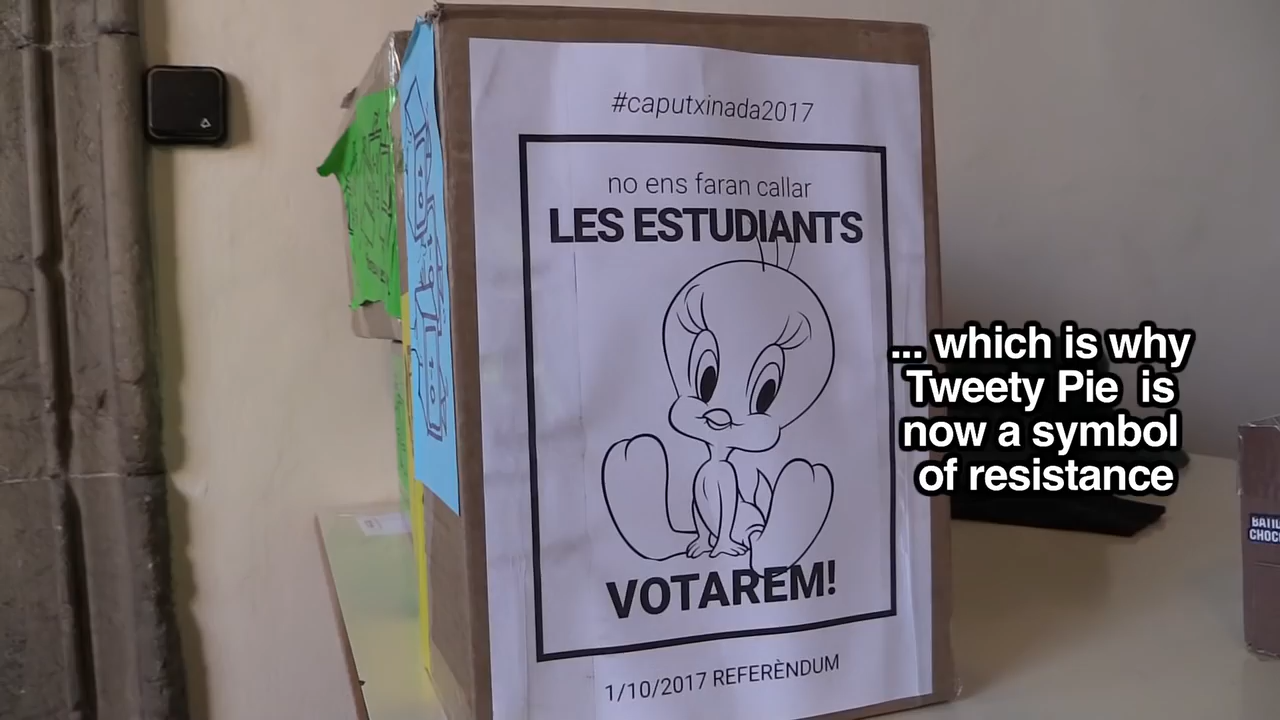 #caputxinada2017
no ens faran callar
LES ESTUDIANTS
VOTAREM!
1/10/2017 REFERÈNDUM
... which is why
Tweety Pie is
now a symbol
of resistance